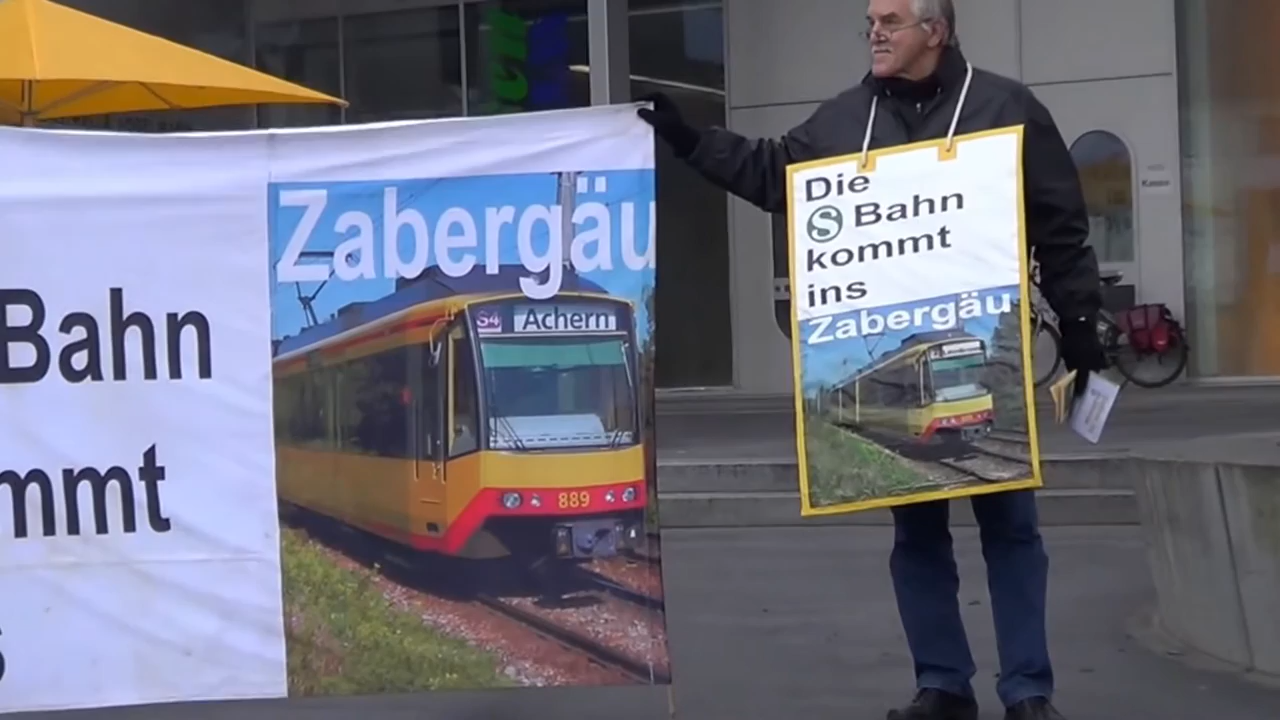 Zabergäu
Bahn
mmt
s
S4 Achern
889
Die
S Bahn
kommt
ins
Zabergäu